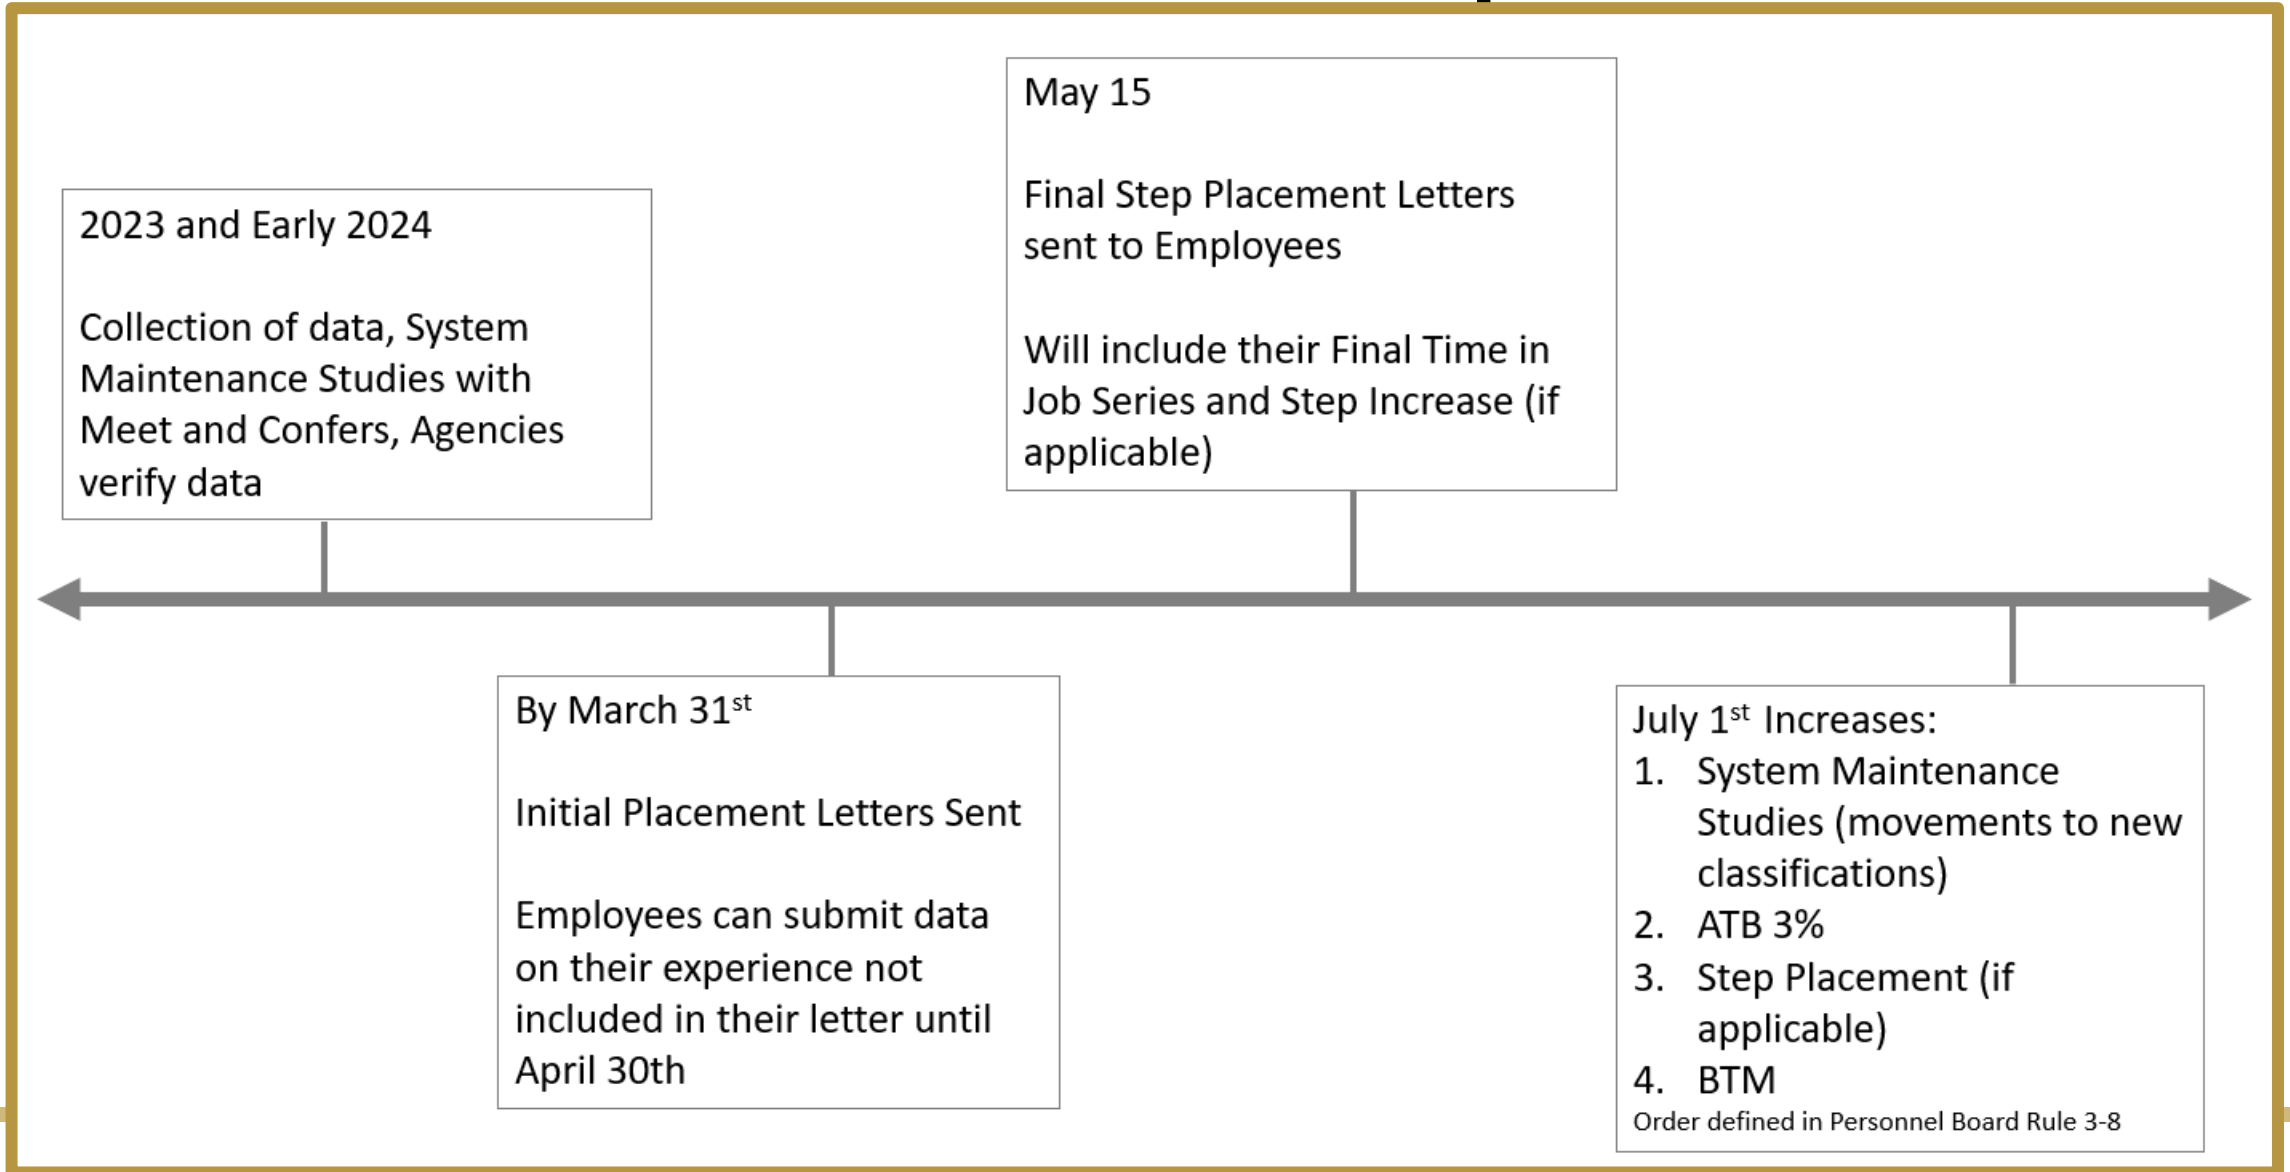 2023 and Early 2024
Collection of data, System
Maintenance Studies with
Meet and Confers, Agencies
verify data
By March 31st
Initial Placement Letters Sent
Employees can submit data
on their experience not
included in their letter until
April 30th
May 15
Final Step Placement Letters
sent to Employees
Will include their Final Time in
Job Series and Step Increase (if
applicable)
July 1st Increases:
1. System Maintenance
Studies (movements to new
classifications)
2. ATB 3%
3. Step Placement (if
applicable)
4. BTM
Order defined in Personnel Board Rule 3-8